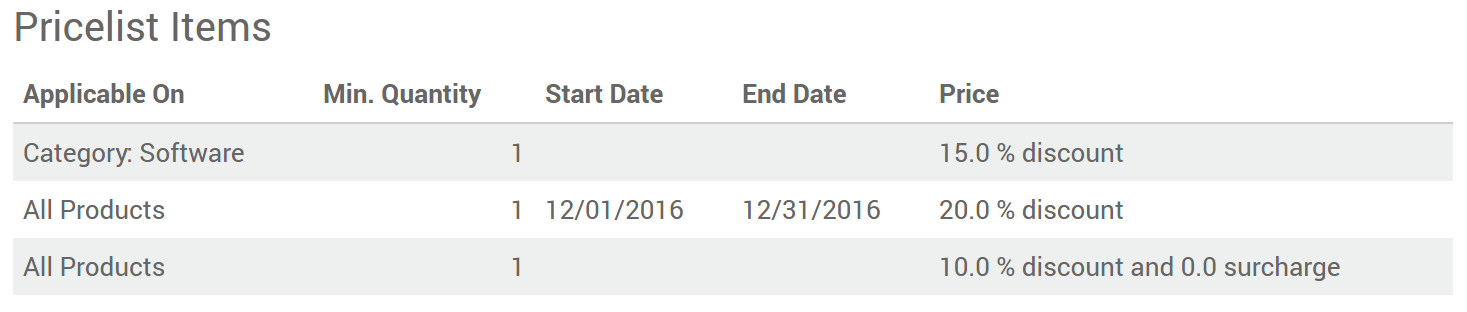 Pricelist Items
Applicable On Min. Quantity Start Date End Date Price
Category: Software 1 15.0 % discount
All Products 1 12/01/2016 12/31/2016 20.0 % discount
All Products 1 10.0 % discount and 0.0 surcharge